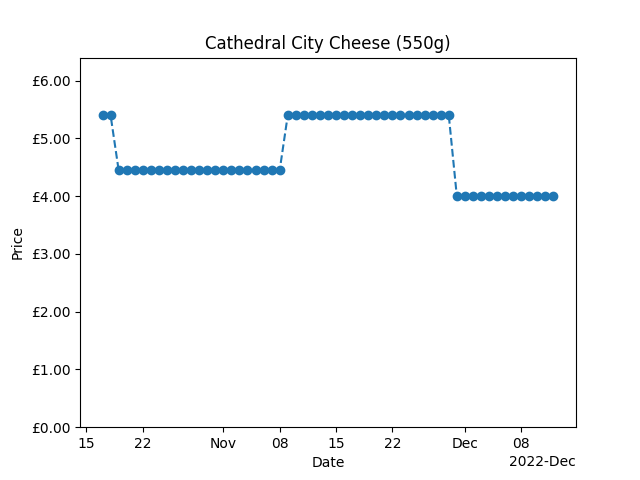 Cathedral City Cheese (550g)
£6.00
£5.00
£4.00
£3.00
£2.00
£1.00
£0.00
Price
15 22 Nov 08 15 22 Dec 08
Date
2022-Dec